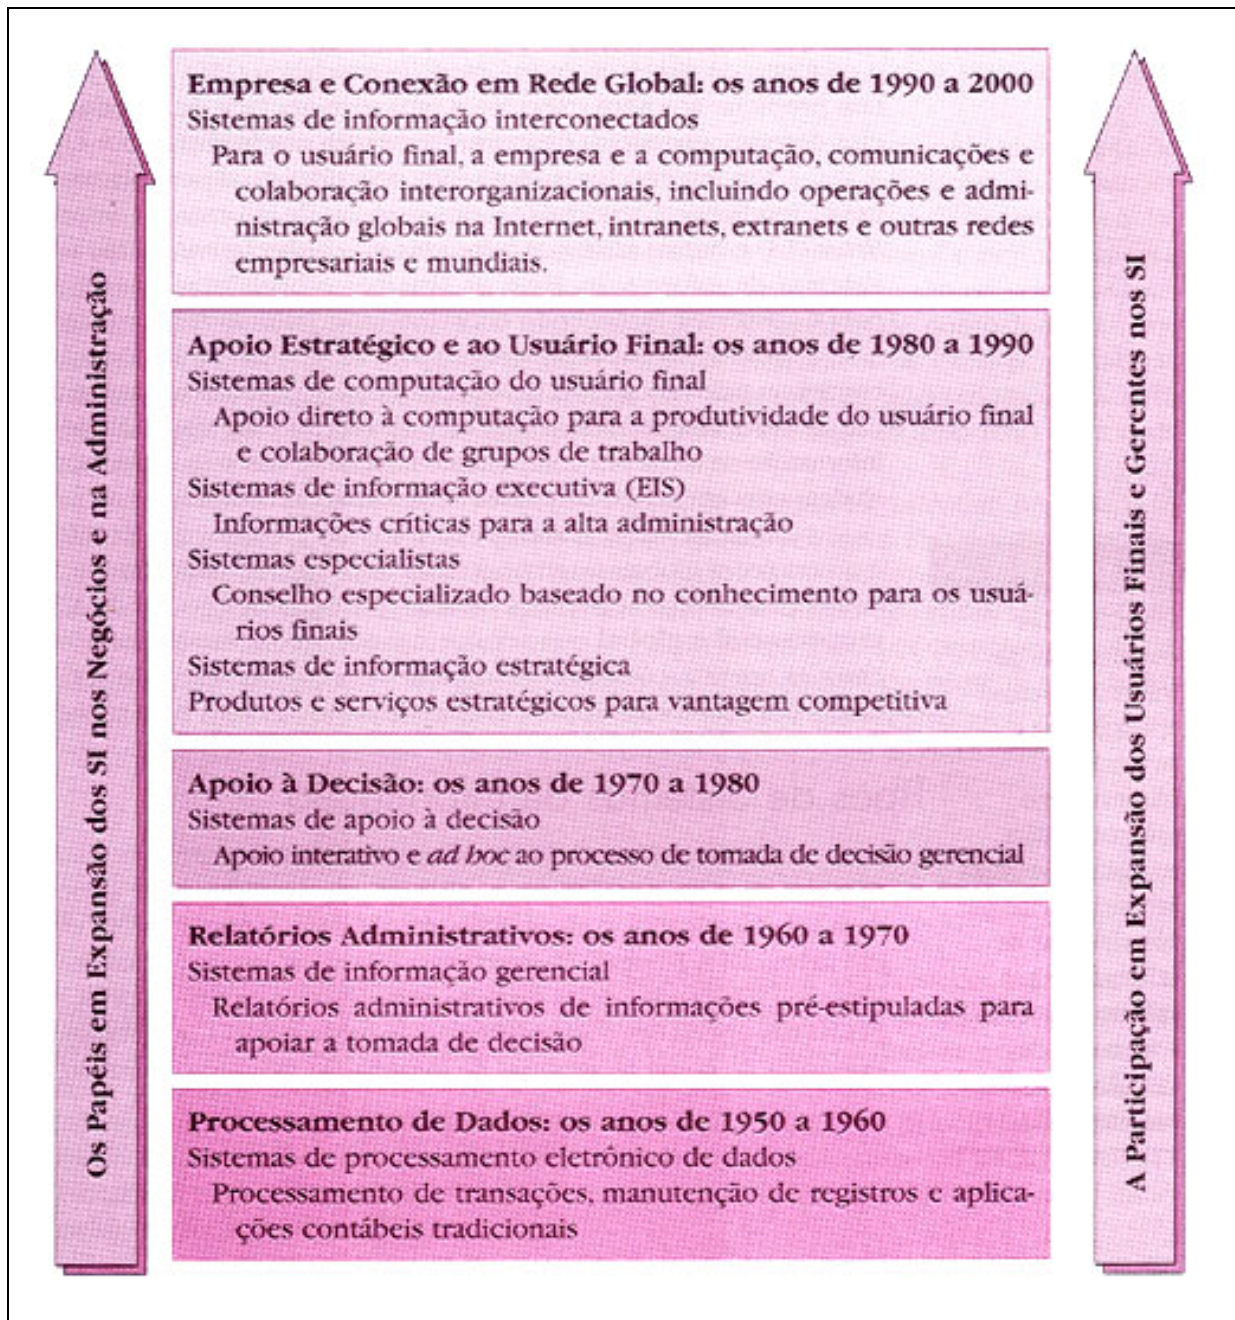 Os Papéis em Expansão dos SI nos Negócios e na Administração
Empresa e Conexão em Rede Global: os anos de 1990 a 2000
Sistemas de informação interconectados
Para o usuário final, a empresa e a computação, comunicações e
colaboração interorganizacionais, incluindo operações e admi-
nistração globais na Internet, intranets, extranets e outras redes
empresariais e mundiais.
Apoio Estratégico e ao Usuário Final: os anos de 1980 a 1990
Sistemas de computação do usuário final
Apoio direto à computação para a produtividade do usuário final
e colaboração de grupos de trabalho
Sistemas de informação executiva (EIS)
Informações críticas para a alta administração
Sistemas especialistas
Conselho especializado baseado no conhecimento para os usuá-
rios finais
Sistemas de informação estratégica
Produtos e serviços estratégicos para vantagem competitiva
Apoio à Decisão: os anos de 1970 a 1980
Sistemas de apoio à decisão
Apoio interativo e ad hoc ao processo de tomada de decisão gerencial
Relatórios Administrativos: os anos de 1960 a 1970
Sistemas de informação gerencial
Relatórios administrativos de informações pré-estipuladas para
apoiar a tomada de decisão
Processamento de Dados: os anos de 1950 a 1960
Sistemas de processamento eletrônico de dados
Processamento de transações, manutenção de registros e aplica-
ções contábeis tradicionais
A Participação em Expansão dos Usuários Finais e Gerentes nos SI